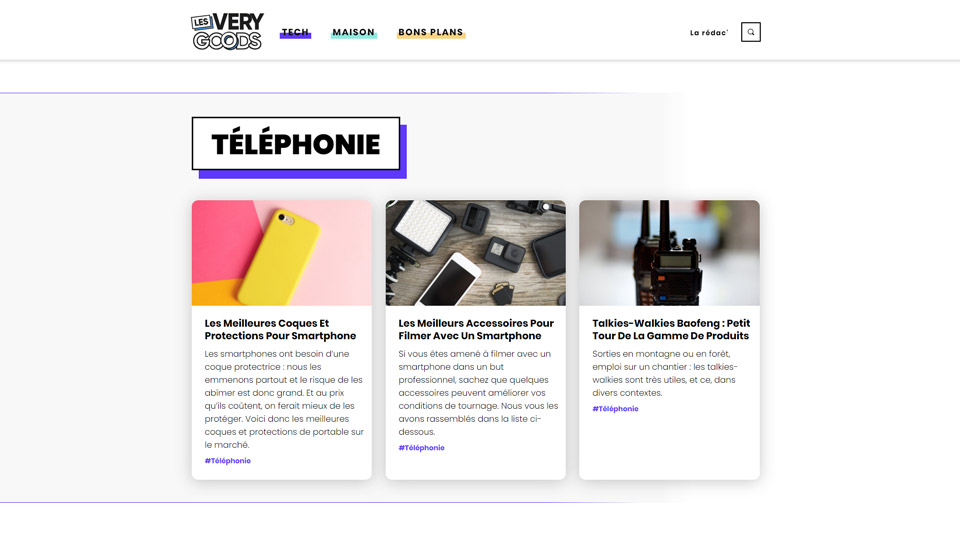 LES VERY
GOODS
TECH
MAISON
BONS PLANS
La rédac'
TÉLÉPHONIE
Les Meilleures Coques Et
Protections Pour Smartphone
Les smartphones ont besoin d'une
coque protectrice : nous les
emmenons partout et le risque de les
abîmer est donc grand. Et au prix
qu'ils coûtent, on ferait mieux de les
protéger. Voici donc les meilleures
coques et protections de portable sur
le marché.
#Téléphonie
Les Meilleurs Accessoires Pour
Filmer Avec Un Smartphone
Si vous êtes amené à filmer avec un
smartphone dans un but
professionnel, sachez que quelques
accessoires peuvent améliorer vos
conditions de tournage. Nous vous les
avons rassemblés dans la liste ci-
dessous.
#Téléphonie
Talkies-Walkies Baofeng : Petit
Tour De La Gamme De Produits
Sorties en montagne ou en forêt,
emploi sur un chantier : les talkies-
walkies sont très utiles, et ce, dans
divers contextes.
#Téléphonie